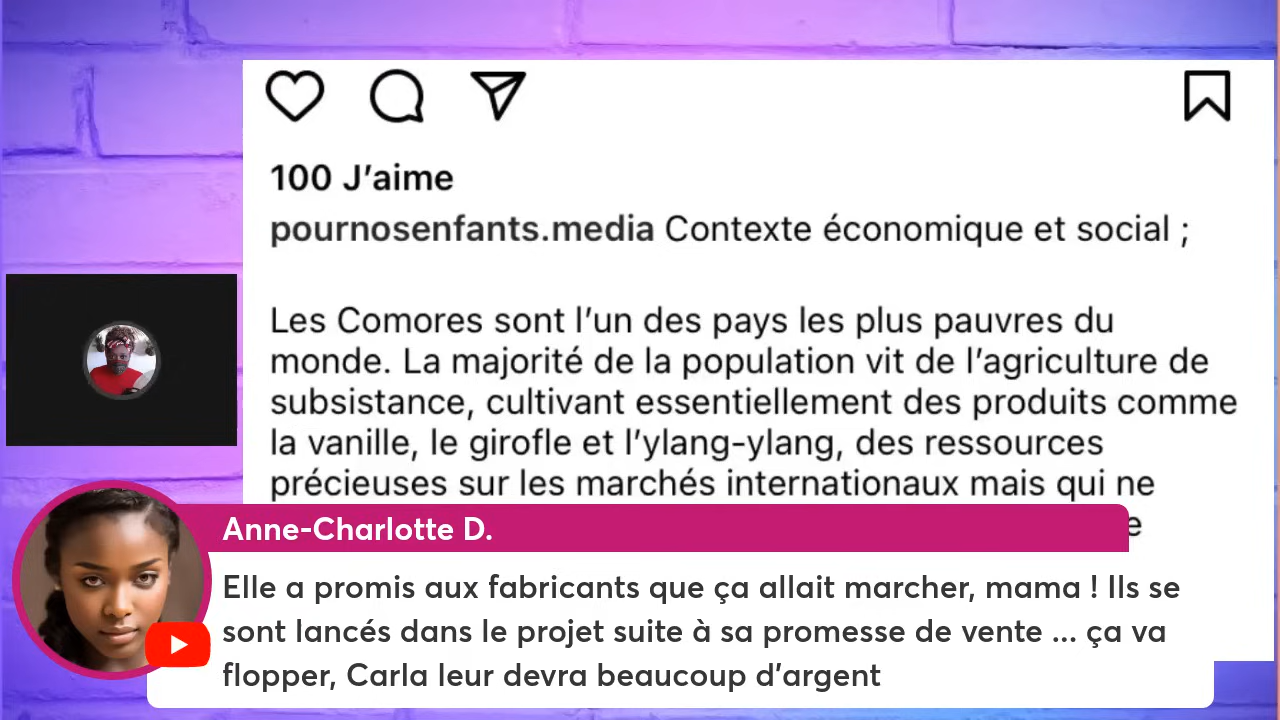 100 J’aime
pournosenfants.media Contexte économique et social ;
Les Comores sont l’un des pays les plus pauvres du
monde. La majorité de la population vit de l’agriculture de
subsistance, cultivant essentiellement des produits comme
la vanille, le girofle et l’ylang-ylang, des ressources
précieuses sur les marchés internationaux mais qui ne
Anne-Charlotte D.
Elle a promis aux fabricants que ça allait marcher, mama ! Ils se
sont lancés dans le projet suite à sa promesse de vente ... ça va
flopper, Carla leur devra beaucoup d’argent